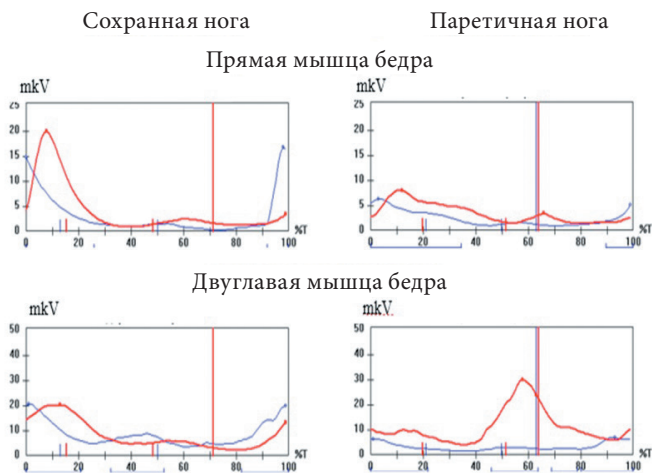 Сохранная нога Паретичная нога
Прямая мышца бедра
mkV mkV
25 25
20 20
15 15
10 10
5 5
0 0
0 20 40 60 80 100 %T 0 20 40 60 80 100 %T
Двуглавая мышца бедра
mkV mkV
50 50
40 40
30 30
20 20
10 10
0 0
0 20 40 60 80 100 %T 0 20 40 60 80 100 %T